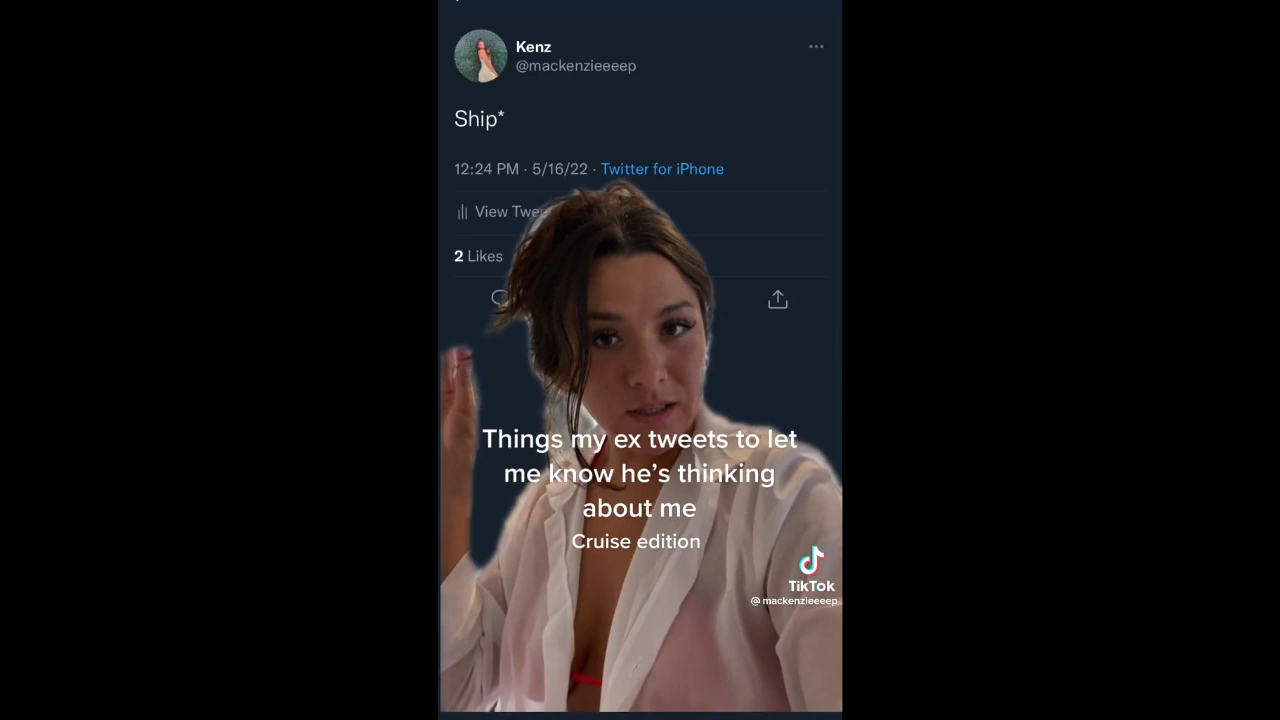 Kenz
@mackenzieeeep
Ship*
12:24 PM · 5/16/22 · Twitter for iPhone
View Twee
2 Likes
Things my ex tweets to let
me know he's thinking
about me
Cruise edition
TikTok
@mackenzieeeep